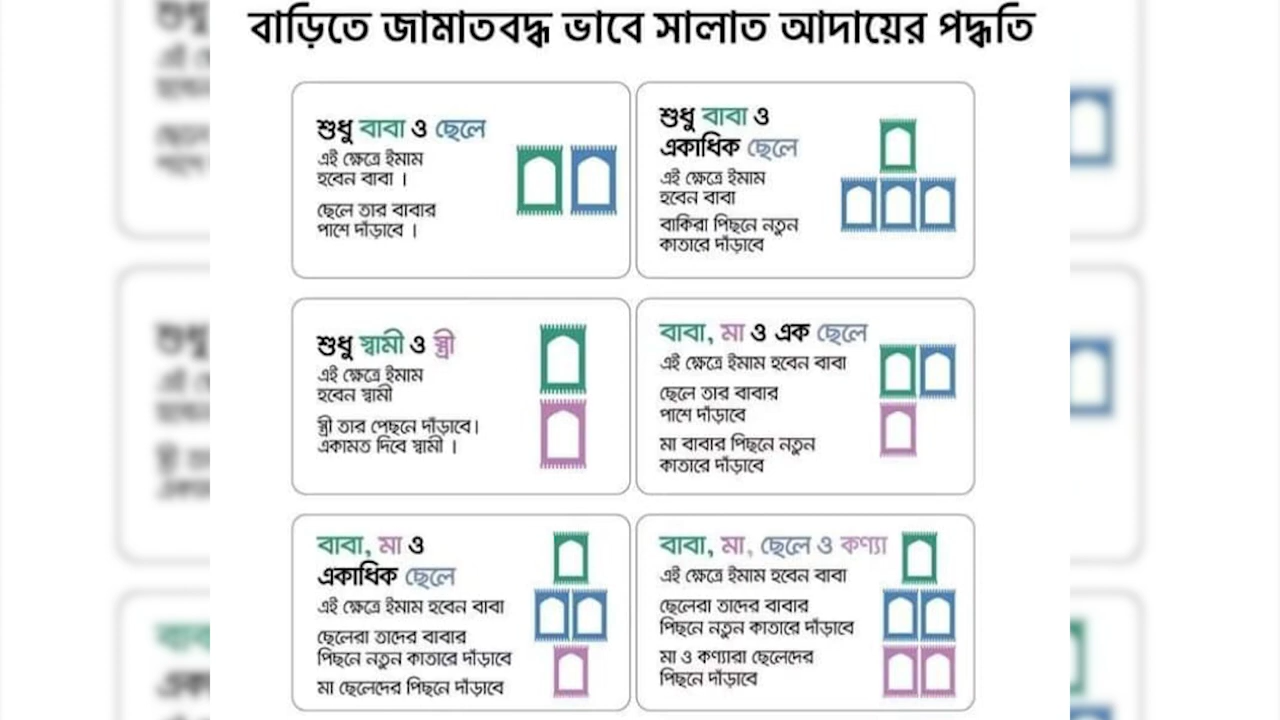 বাড়িতে জামাতবদ্ধ ভাবে সালাত আদায়ের পদ্ধতি
শুধু বাবা ও ছেলে
এই ক্ষেত্রে ইমাম
হবেন বাবা ।
ছেলে তার বাবার
পাশে দাঁড়াবে ।
শুধু বাবা ও
একাধিক ছেলে
এই ক্ষেত্রে ইমাম
হবেন বাবা
বাকিরা পিছনে নতুন
কাতারে দাঁড়াবে
শুধু স্বামী ও স্ত্রী
এই ক্ষেত্রে ইমাম
হবেন স্বামী
স্ত্রী তার পেছনে দাঁড়াবে।
একামত দিবে স্বামী ।
বাবা, মা ও এক ছেলে
এই ক্ষেত্রে ইমাম হবেন বাবা
ছেলে তার বাবার
পাশে দাঁড়াবে
মা বাবার পিছনে নতুন
কাতারে দাঁড়াবে
বাবা, মা ও
একাধিক ছেলে
এই ক্ষেত্রে ইমাম হবেন বাবা
ছেলেরা তাদের বাবার
পিছনে নতুন কাতারে দাঁড়াবে
মা ছেলেদের পিছনে দাঁড়াবে
বাবা, মা, ছেলে ও কণ্যা
এই ক্ষেত্রে ইমাম হবেন বাবা
ছেলেরা তাদের বাবার
পিছনে নতুন কাতারে দাঁড়াবে
মা ও কণ্যারা ছেলেদের
পিছনে দাঁড়াবে